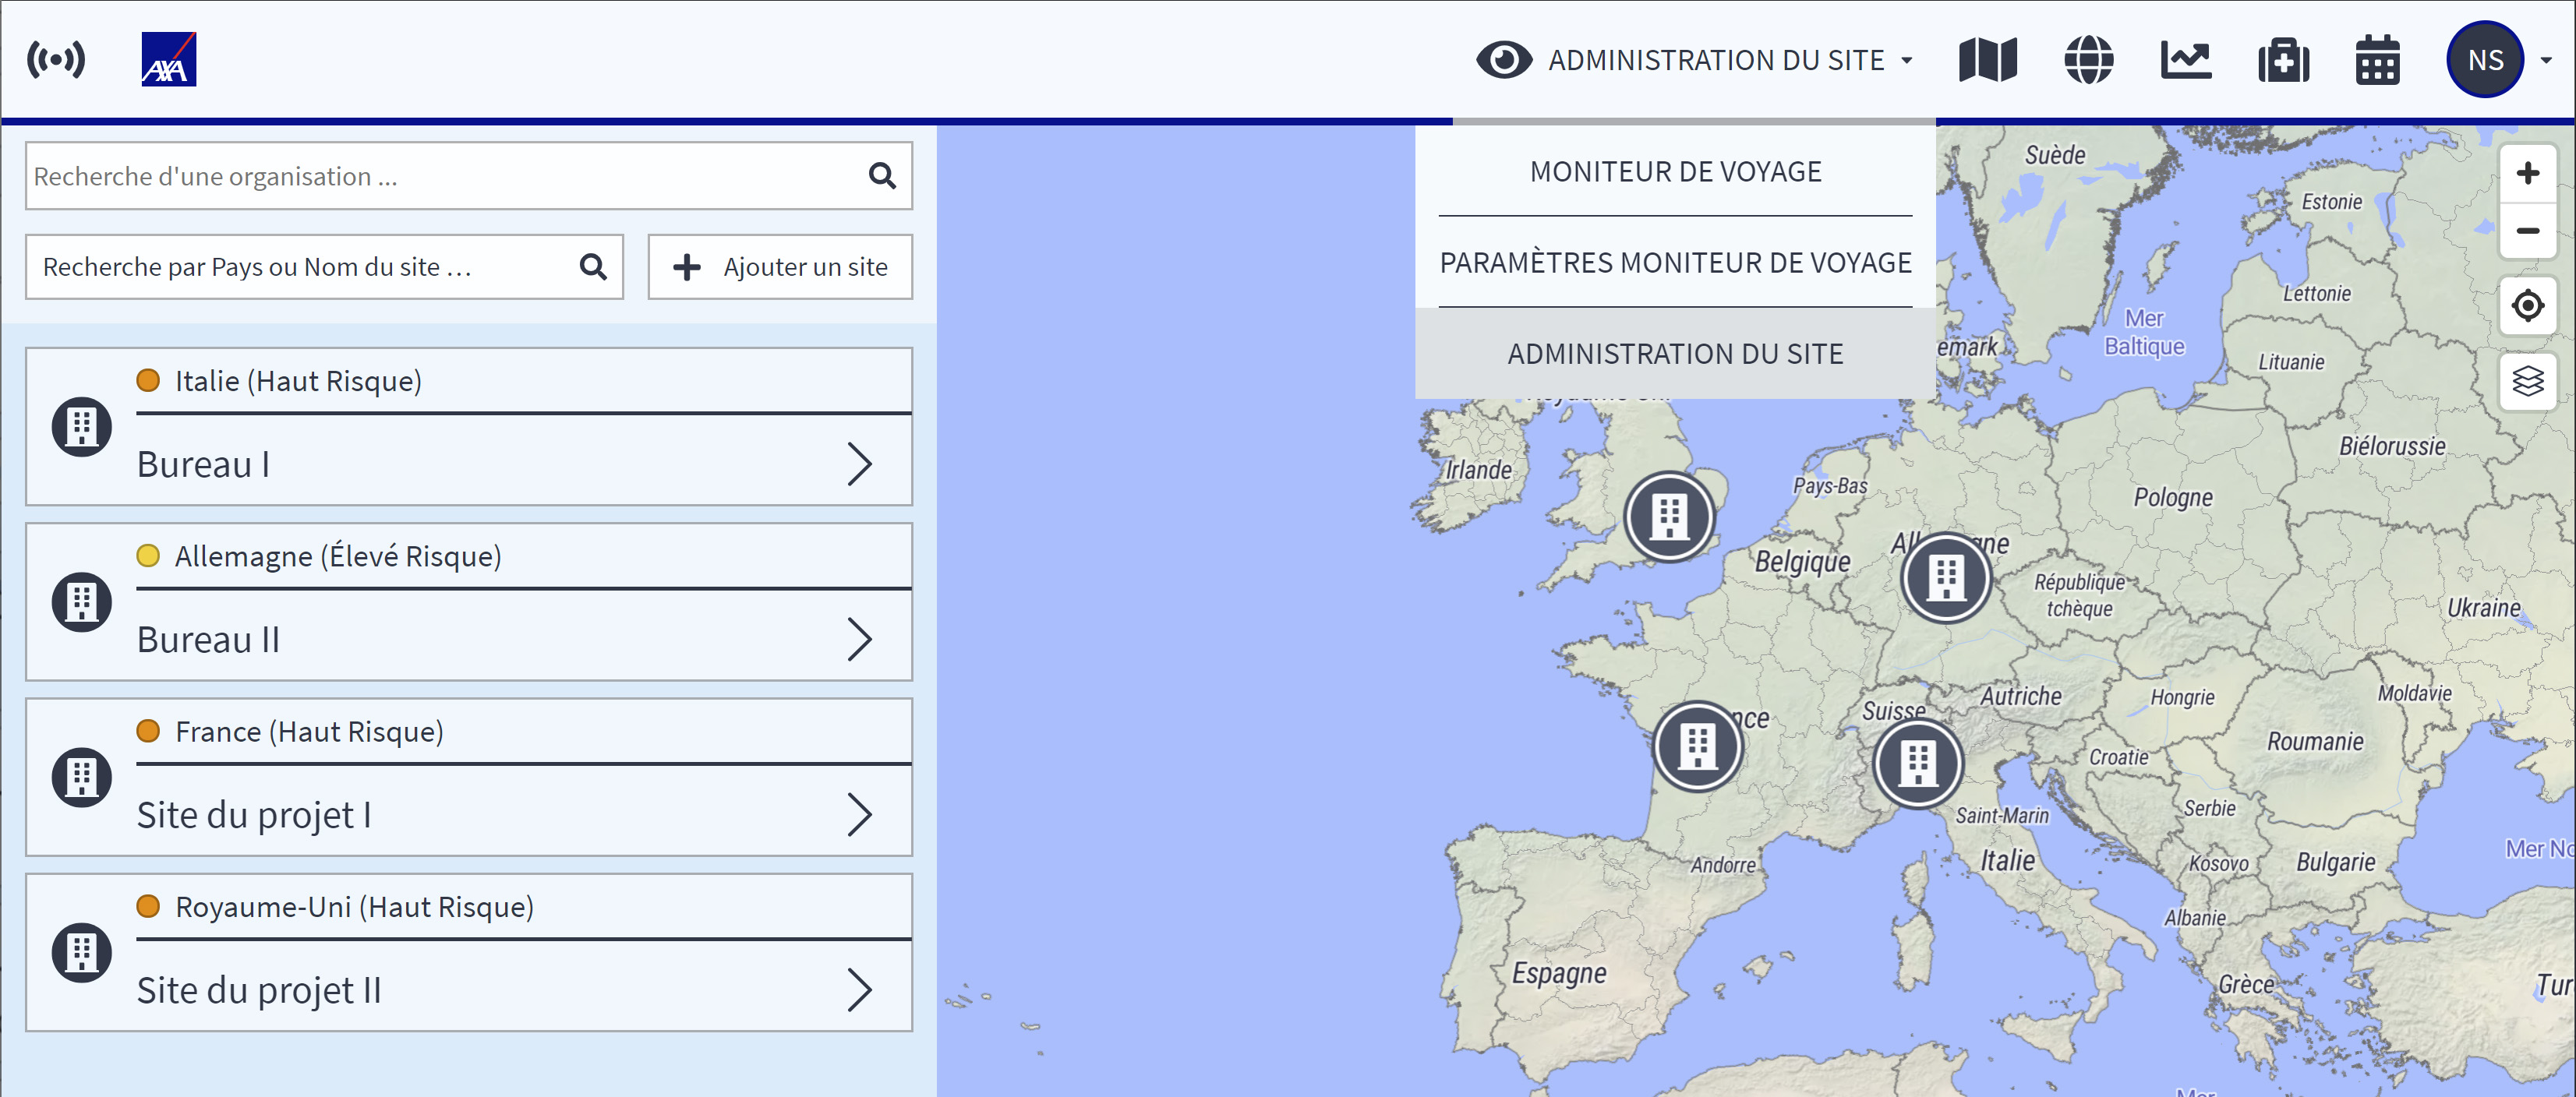 AXA
ADMINISTRATION DU SITE
NS
MONITEUR DE VOYAGE
PARAMÈTRES MONITEUR DE VOYAGE
ADMINISTRATION DU SITE
Recherche d'une organisation ...
Recherche par Pays ou Nom du site ...
Ajouter un site
Italie (Haut Risque)
Bureau I
Allemagne (Élevé Risque)
Bureau II
France (Haut Risque)
Site du projet I
Royaume-Uni (Haut Risque)
Site du projet II
Suède
Estonie
Lettonie
Mer
Baltique
emark
Lituanie
Biélorussie
Irlande
Pays-Bas
Pologne
Belgique
République
tchèque
Ukraine
Suisse
Autriche
Hongrie
Moldavie
nce
Roumanie
Croatie
Serbie
Saint-Marin
Italie
Andorre
Kosovo
Bulgarie
Mer No
Albanie
Espagne
Grèce
Tur
Mer